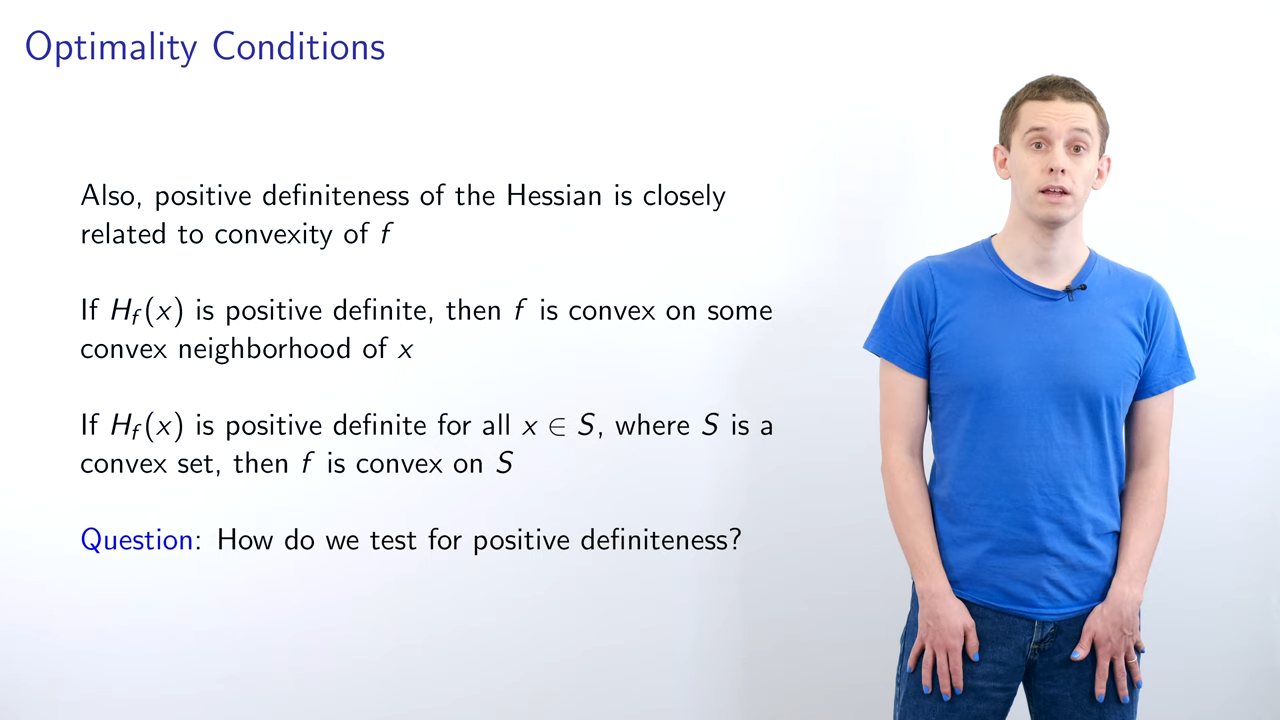 Optimality Conditions
Also, positive definiteness of the Hessian is closely
related to convexity of f
If H_f(x) is positive definite, then f is convex on some
convex neighborhood of x
If H_f(x) is positive definite for all x ∈ S, where S is a
convex set, then f is convex on S
Question: How do we test for positive definiteness?